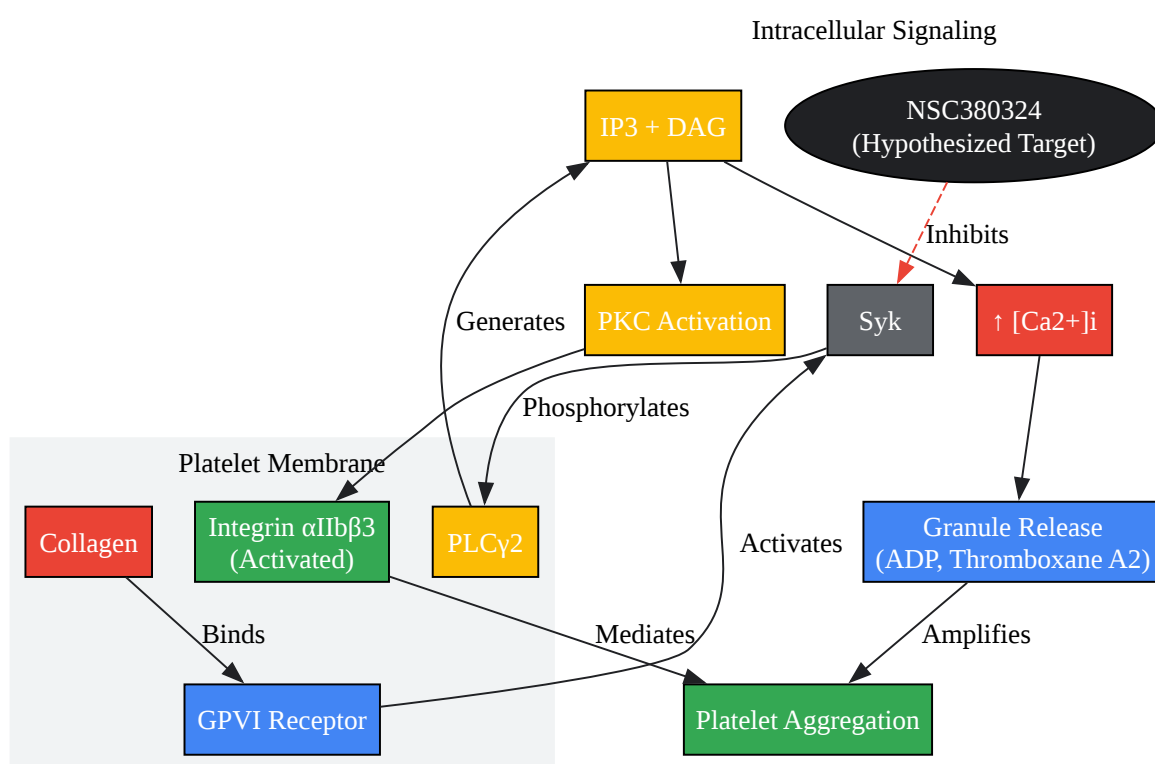 Intracellular Signaling
NSC380324
(Hypothesized Target)
IP3 + DAG
Inhibits
Generates
PKC Activation
Syk
↑ [Ca2+]i
Phosphorylates
Platelet Membrane
Collagen
Integrin αIIbβ3
(Activated)
PLCγ2
Activates
Granule Release
(ADP, Thromboxane A2)
Binds
Mediates
Amplifies
GPVI Receptor
Platelet Aggregation